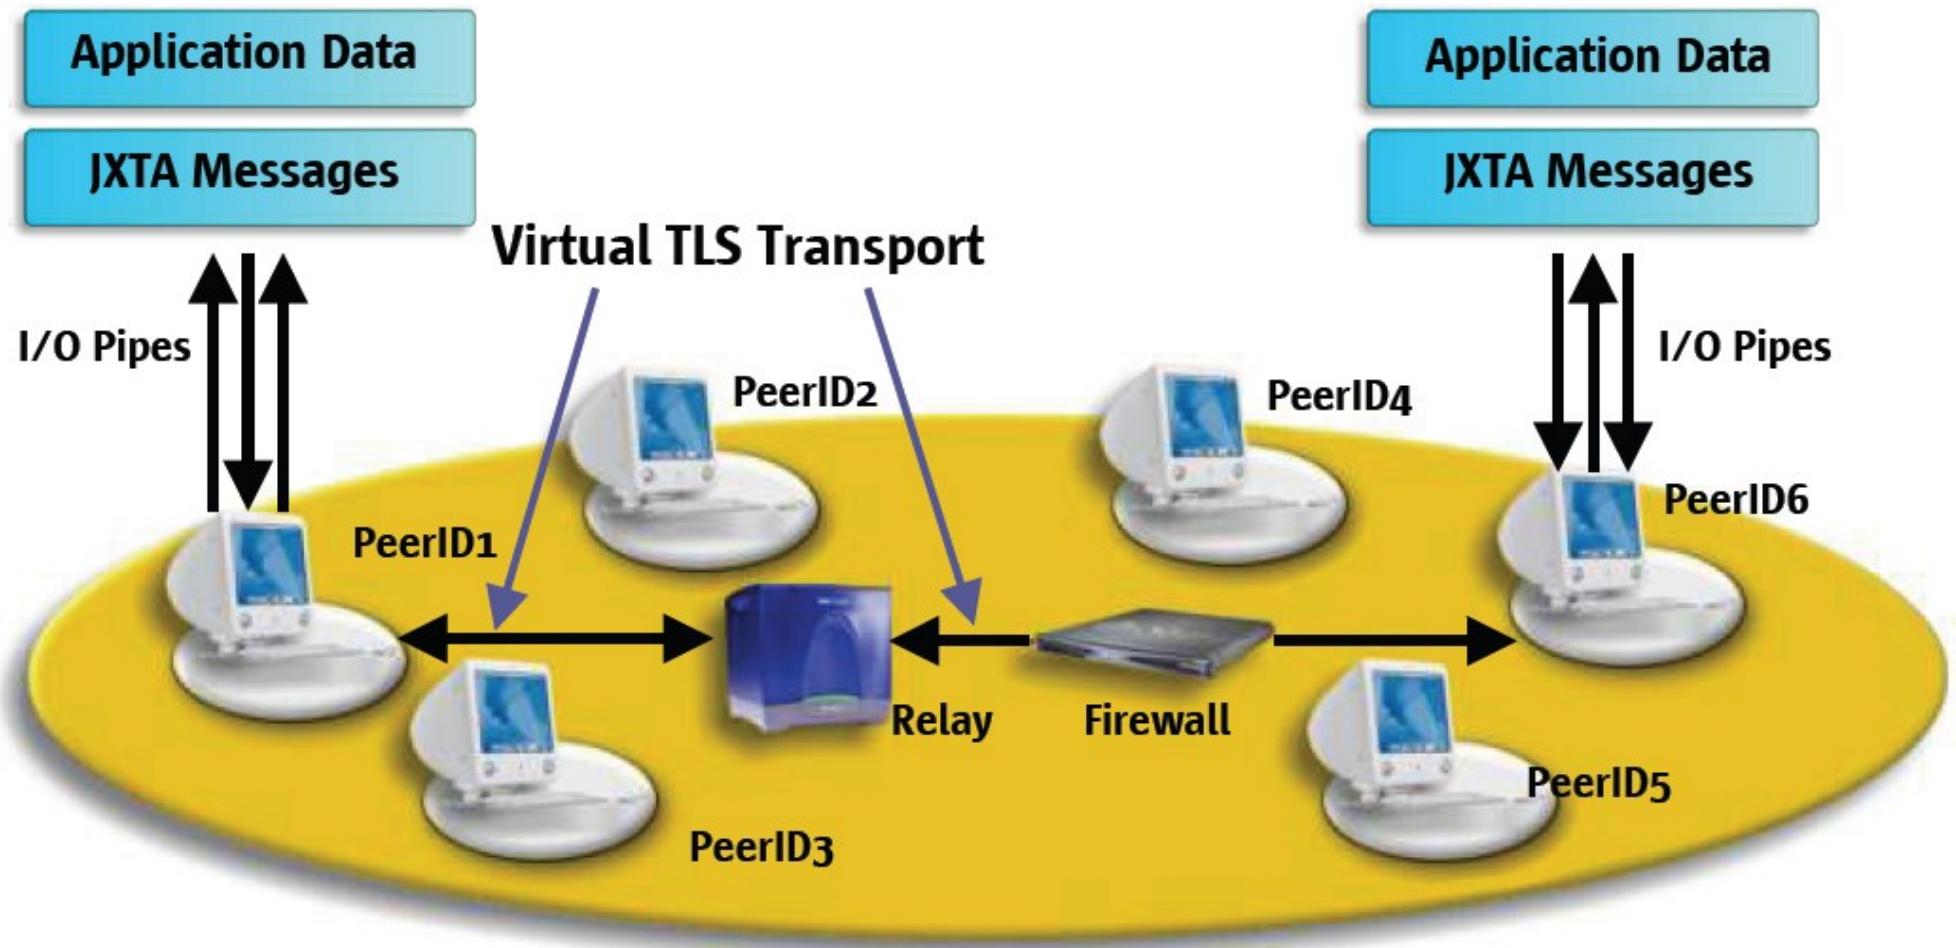 Application Data
Application Data
JXTA Messages
JXTA Messages
Virtual TLS Transport
I/O Pipes
I/O Pipes
PeerID2
PeerID4
PeerID6
PeerID1
Relay
Firewall
PeerID5
PeerID3